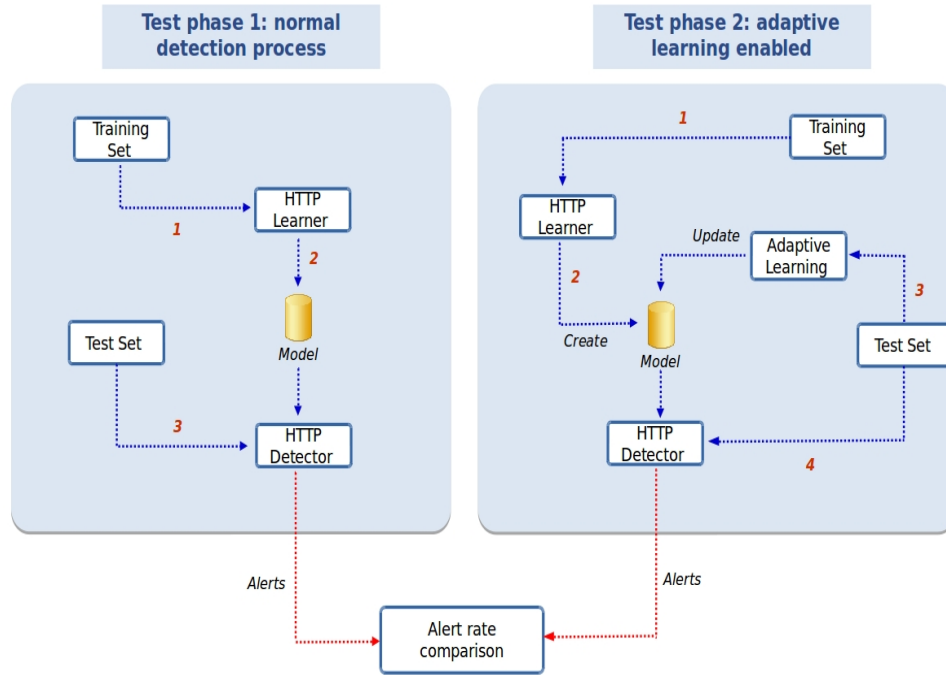 Test phase 1: normal
detection process
Training
Set
1
HTTP
Learner
2
Model
Test Set
3
HTTP
Detector
Alerts
Test phase 2: adaptive
learning enabled
1
Training
Set
HTTP
Learner
2
Create
Update
Adaptive
Learning
3
Model
Test Set
HTTP
Detector
4
Alerts
Alert rate
comparison